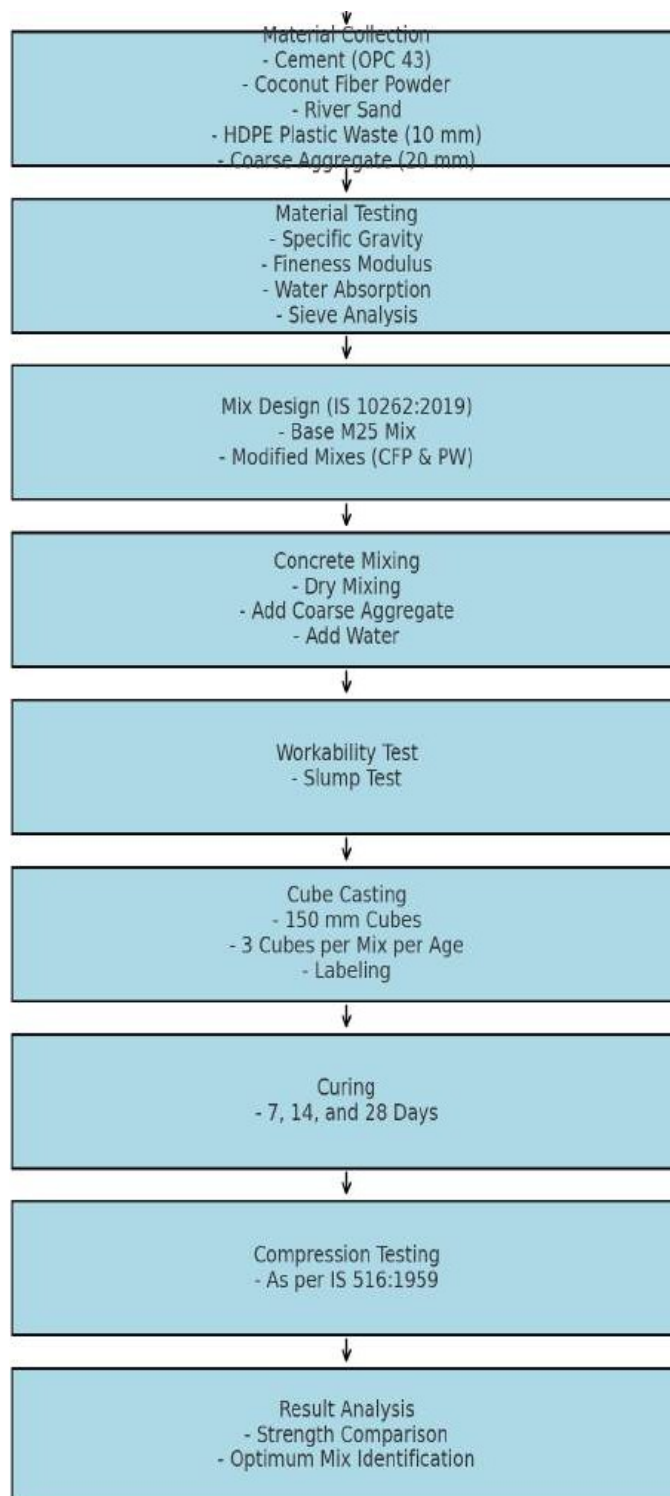 Material Collection
- Cement (OPC 43)
- Coconut Fiber Powder
- River Sand
- HDPE Plastic Waste (10 mm)
- Coarse Aggregate (20 mm)
Material Testing
- Specific Gravity
- Fineness Modulus
- Water Absorption
- Sieve Analysis
Mix Design (IS 10262:2019)
- Base M25 Mix
- Modified Mixes (CFP & PW)
Concrete Mixing
- Dry Mixing
- Add Coarse Aggregate
- Add Water
Workability Test
- Slump Test
Cube Casting
- 150 mm Cubes
- 3 Cubes per Mix per Age
- Labeling
Curing
- 7, 14, and 28 Days
Compression Testing
- As per IS 516:1959
Result Analysis
- Strength Comparison
- Optimum Mix Identification